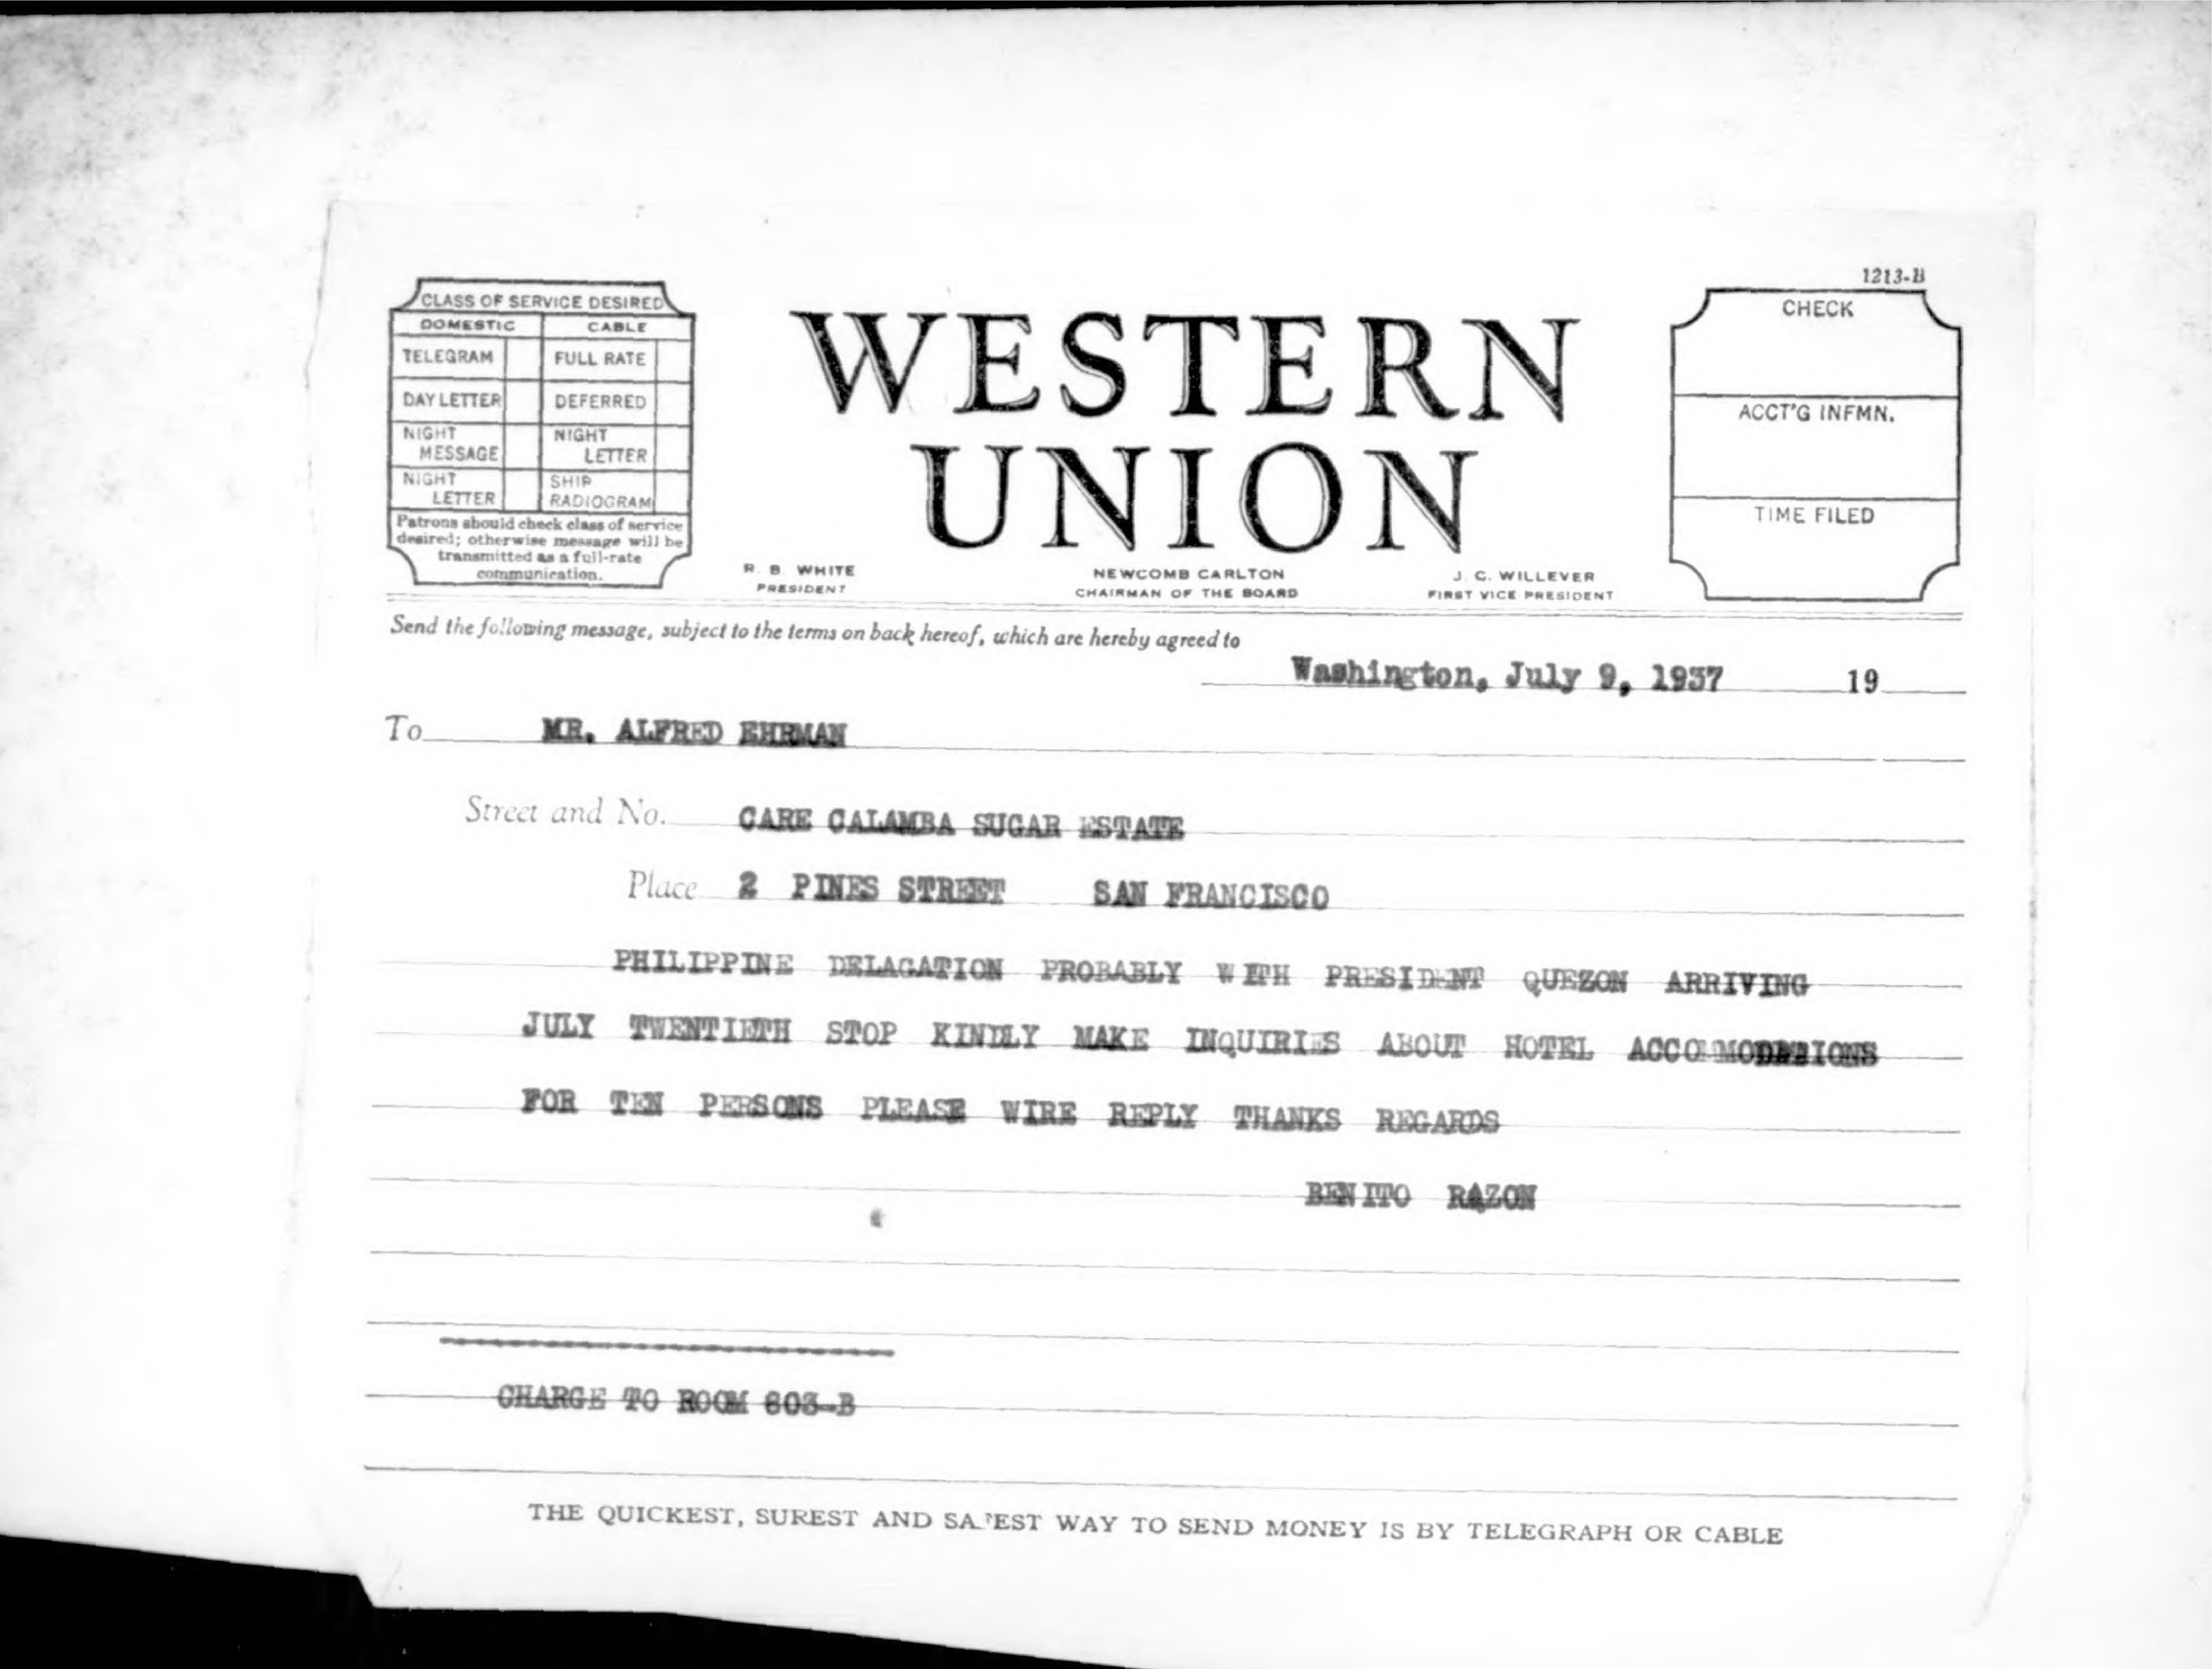 1213-B
CLASS OF SERVICE DESIRED
DOMESTIC CABLE
TELEGRAM FULL RATE
DAY LETTER DEFERRED
NIGHT MESSAGE NIGHT LETTER
NIGHT LETTER SHIP RADIOGRAM
Patrons should check class of service
desired; otherwise message will be
transmitted as a full-rate
communication.
WESTERN
UNION
R. B. WHITE
PRESIDENT
NEWCOMB CARLTON
CHAIRMAN OF THE BOARD
J. C. WILLEVER
FIRST VICE PRESIDENT
CHECK
ACCT'G INFMN.
TIME FILED
Send the following message, subject to the terms on back hereof, which are hereby agreed to
Washington, July 9, 1937 19
To MR. ALFRED EHRMAN
Street and No. CARE CALAMBA SUGAR ESTATE
Place 2 PINES STREET SAN FRANCISCO
PHILIPPINE DELAGATION PROBABLY WITH PRESIDENT QUEZON ARRIVING
JULY TWENTIETH STOP KINDLY MAKE INQUIRIES ABOUT HOTEL
FOR TEN PERSONS PLEASE WIRE REPLY THANKS REGARDS
BENITO RAZON
CHARGE TO ROOM 603-B
THE QUICKEST, SUREST AND SAFEST WAY TO SEND MONEY IS BY TELEGRAPH OR CABLE